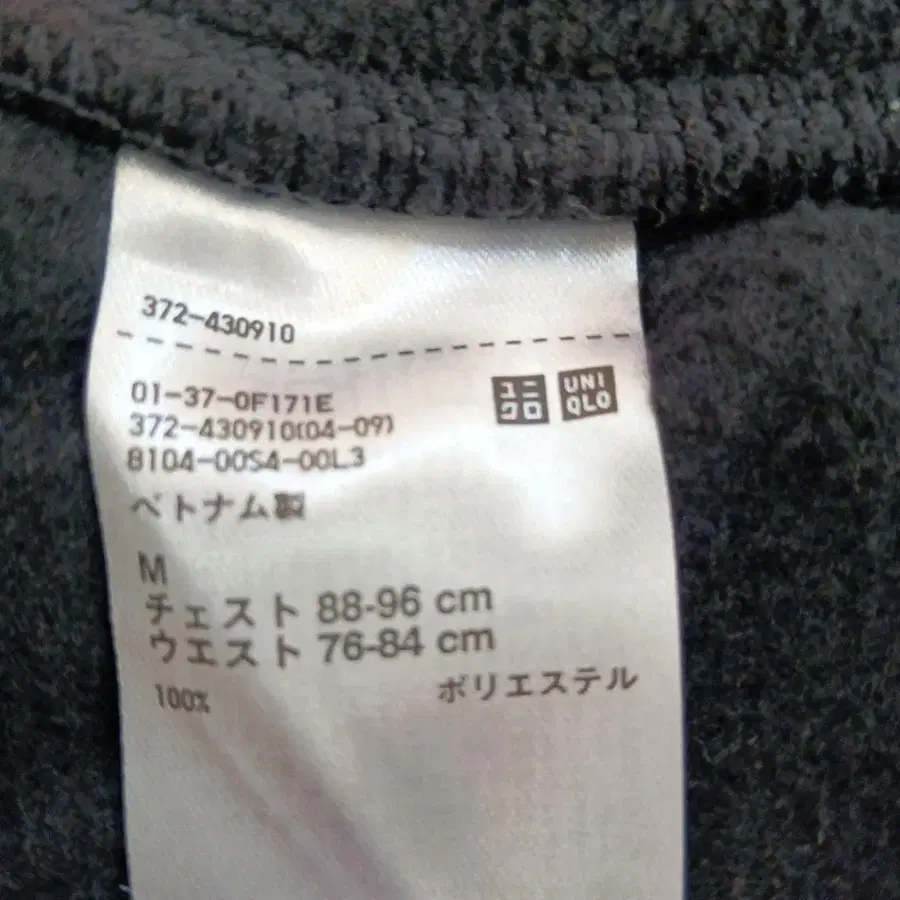 372-430910
01-37-0F171E
372-430910(04-09)
8104-00S4-00L3
ユニクロ
UNIQLO
ベトナム製
M
チェスト 88-96 cm
ウエスト 76-84 cm
100% ポリエステル